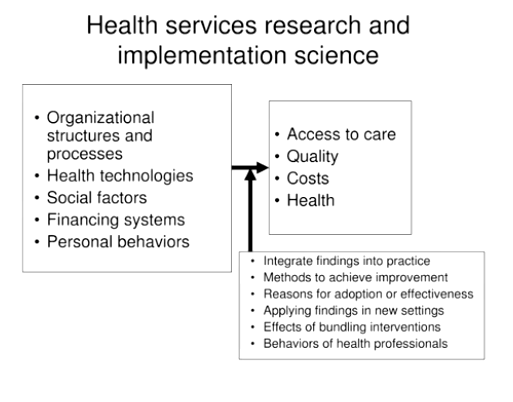 Health services research and
implementation science
• Organizational
structures and
processes
• Health technologies
• Social factors
• Financing systems
• Personal behaviors
• Access to care
• Quality
• Costs
• Health
• Integrate findings into practice
• Methods to achieve improvement
• Reasons for adoption or effectiveness
• Applying findings in new settings
• Effects of bundling interventions
• Behaviors of health professionals